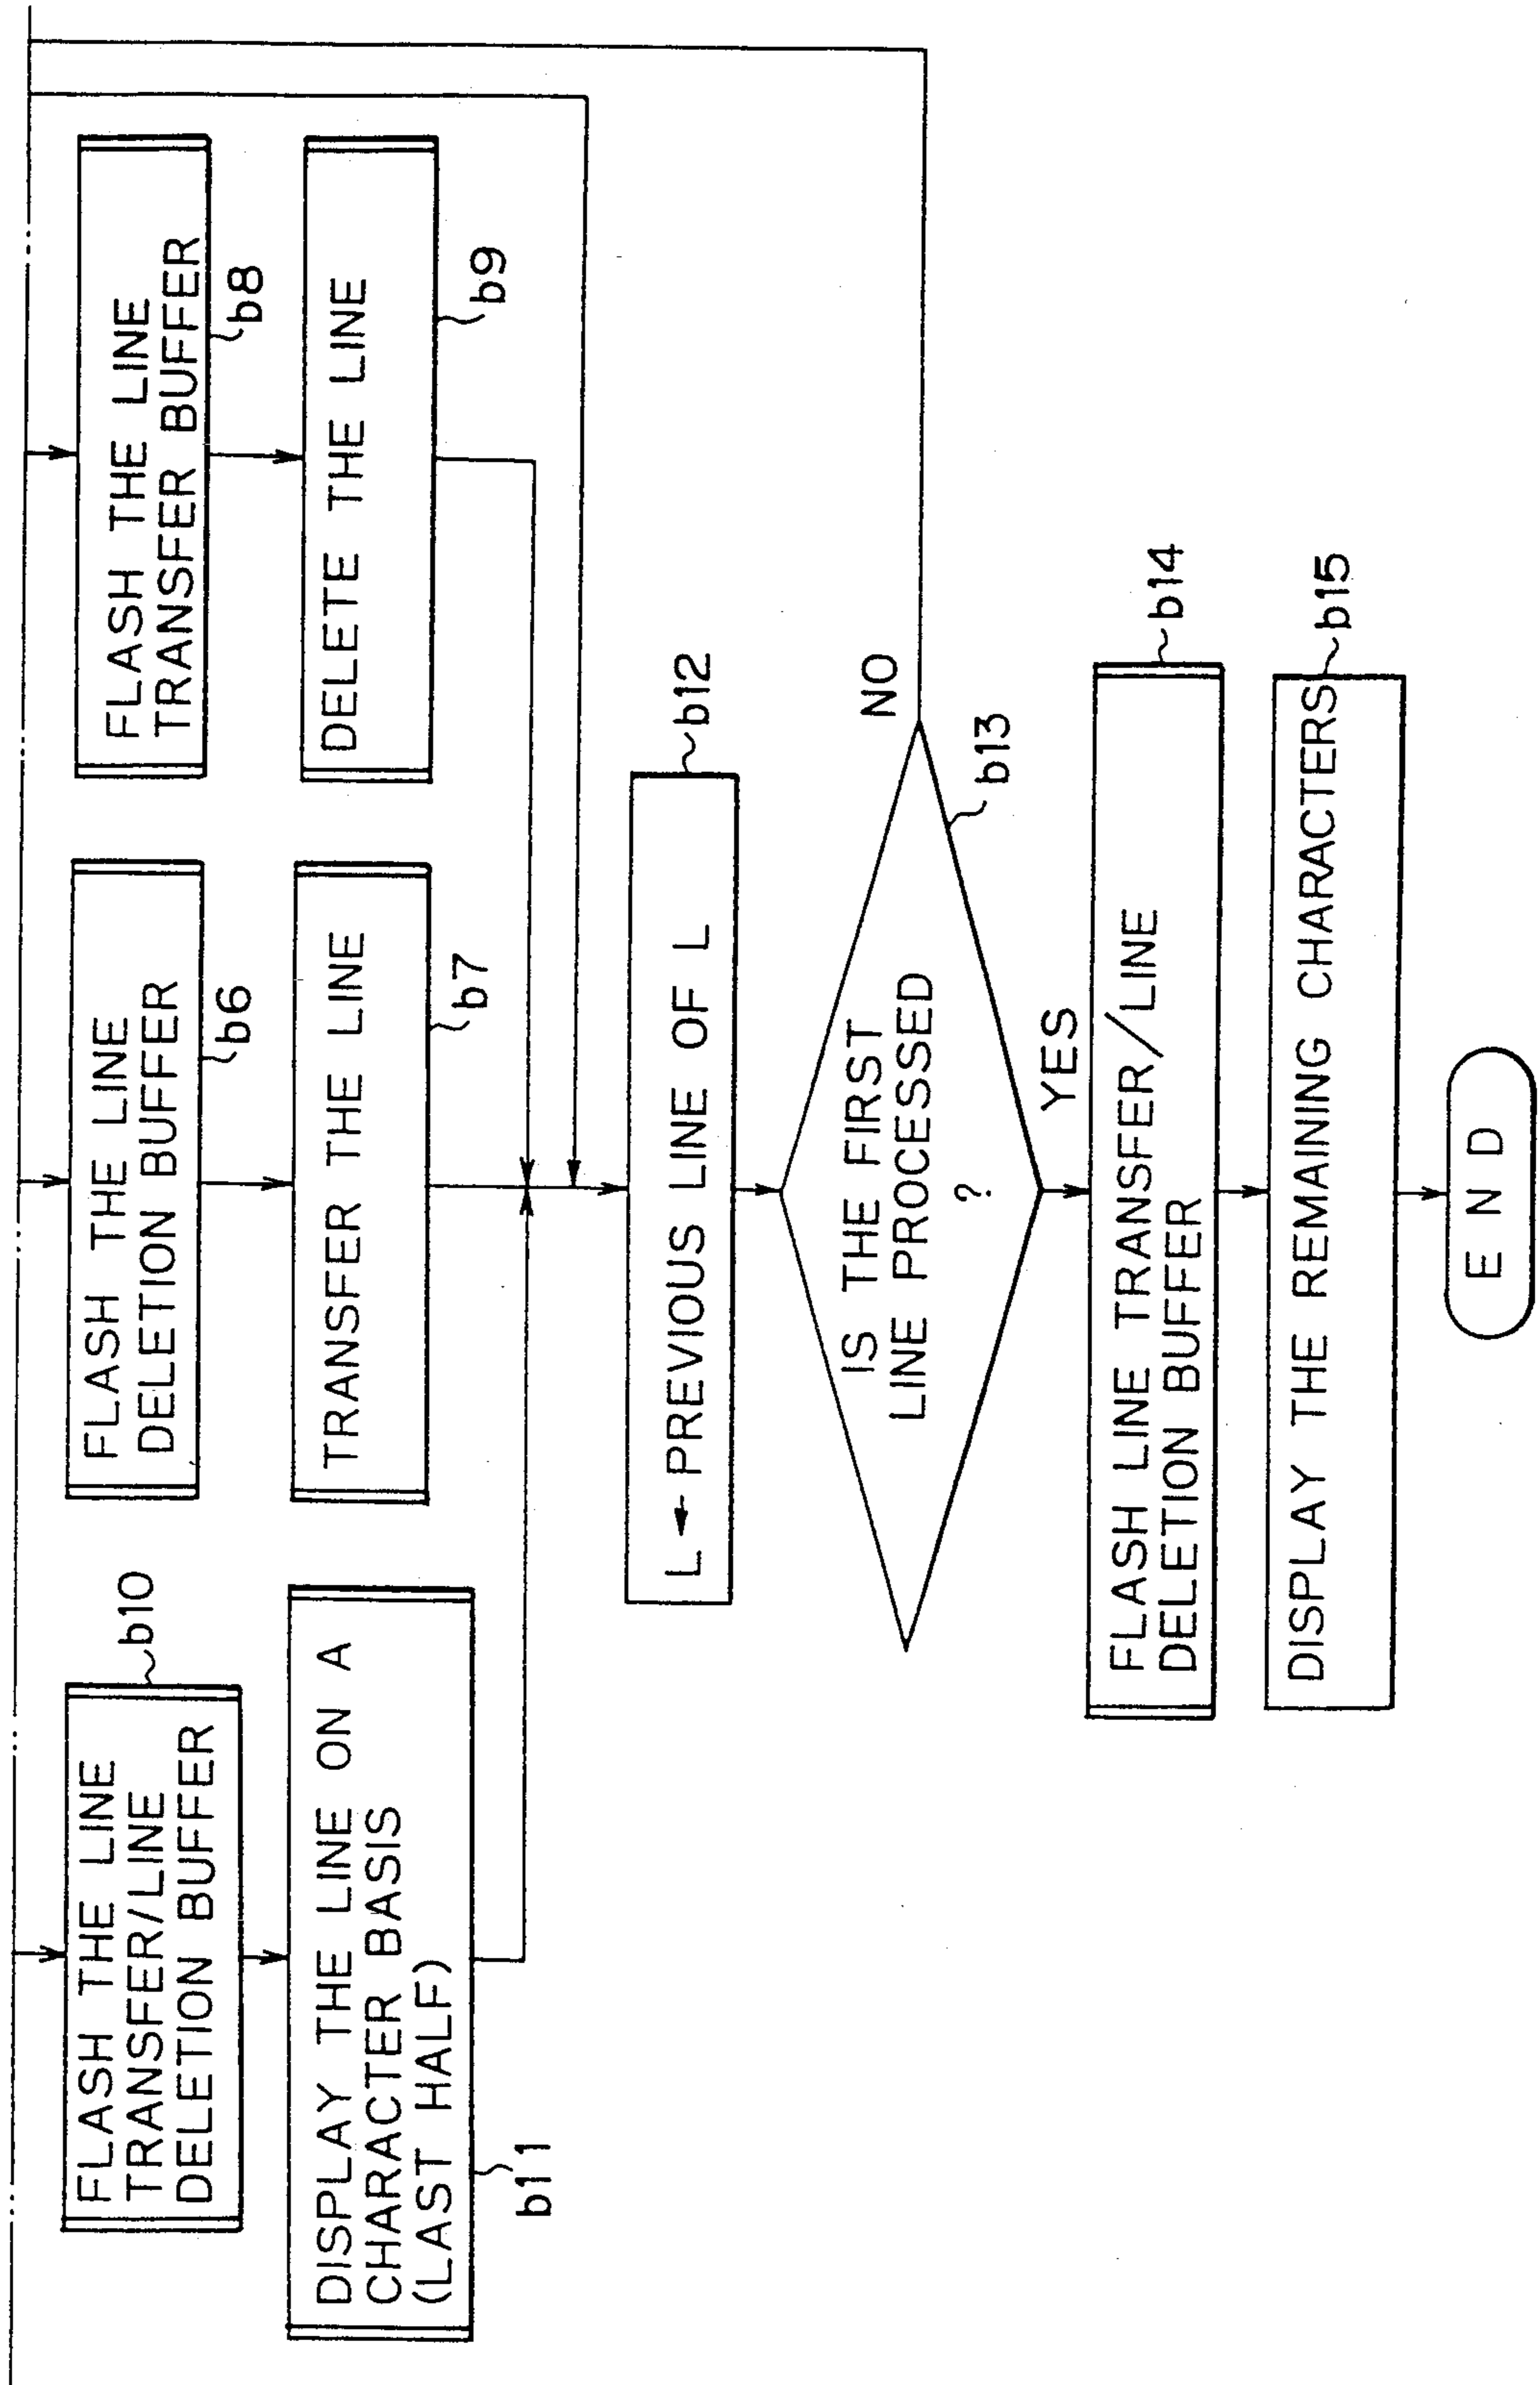 FLASH THE LINE
TRANSFER/LINE
DELETION BUFFER
b10
DISPLAY THE LINE ON A
CHARACTER BASIS
(LAST HALF)
b11
FLASH THE LINE
DELETION BUFFER
b6
TRANSFER THE LINE
b7
FLASH THE LINE
TRANSFER BUFFER
b8
DELETE THE LINE
b9
L ← PREVIOUS LINE OF L
b12
IS THE FIRST
LINE PROCESSED
?
b13
NO
YES
FLASH LINE TRANSFER/LINE
DELETION BUFFER
b14
DISPLAY THE REMAINING CHARACTERS
b15
END